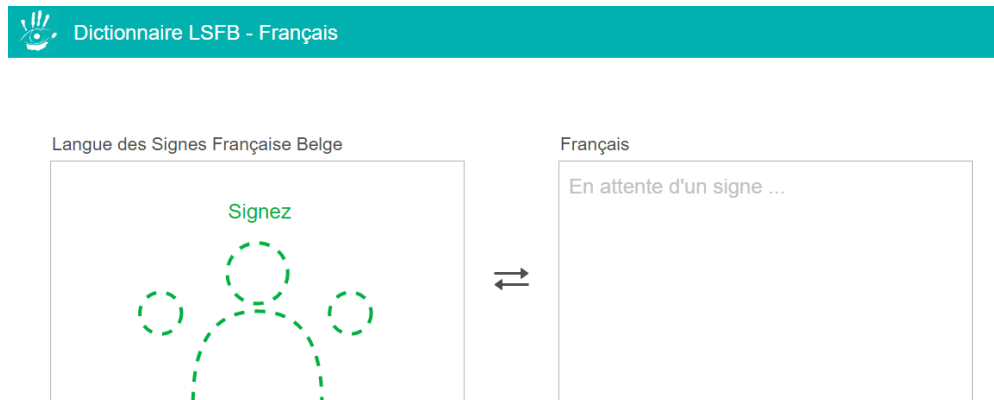 Dictionnaire LSFB - Français
Langue des Signes Française Belge
Signez
Français
En attente d'un signe ...